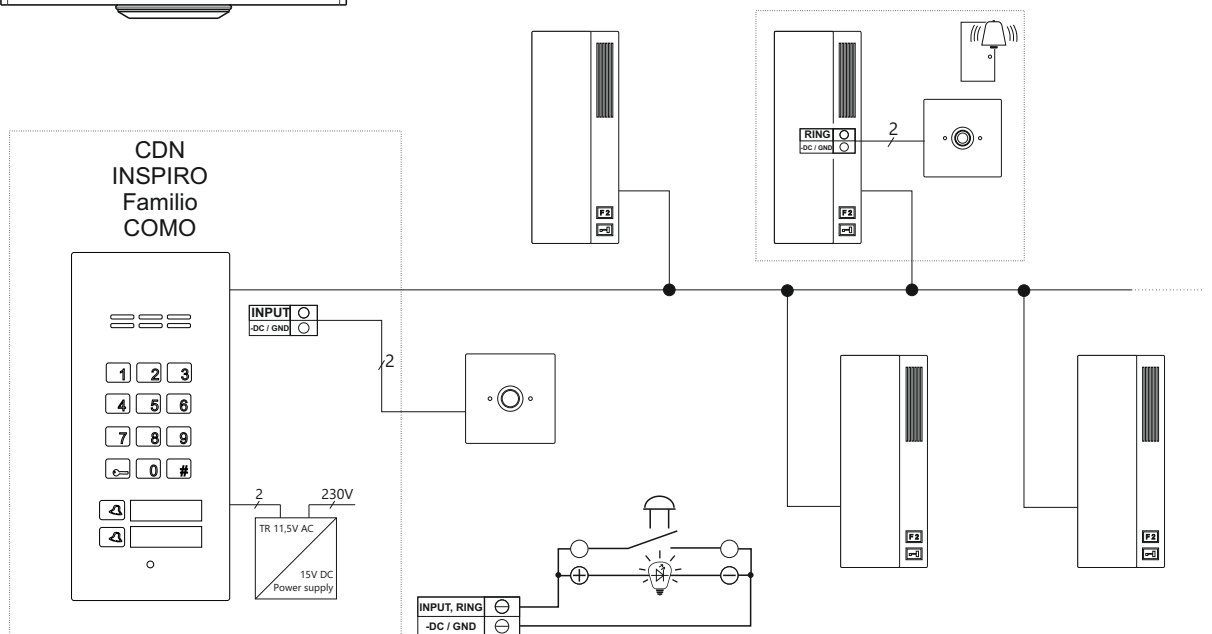 CDN
INSPIRO
Familio
COMO
INPUT
-DC / GND
2
1 2 3
4 5 6
7 8 9
0 #
2
230V
TR 11,5V AC
15V DC
Power supply
F2
RING
-DC / GND
2
F2
F2
F2
INPUT, RING
-DC / GND